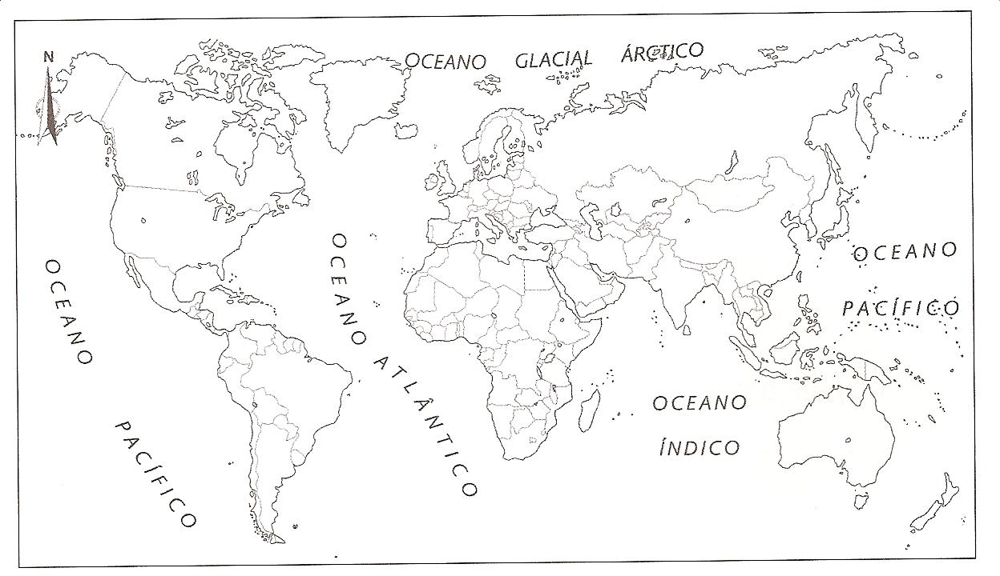 N
OCEANO GLACIAL ÁRCTICO
OCEANO
PACÍFICO
OCEANO ATLÂNTICO
OCEANO
PACÍFICO
OCEANO
ÍNDICO